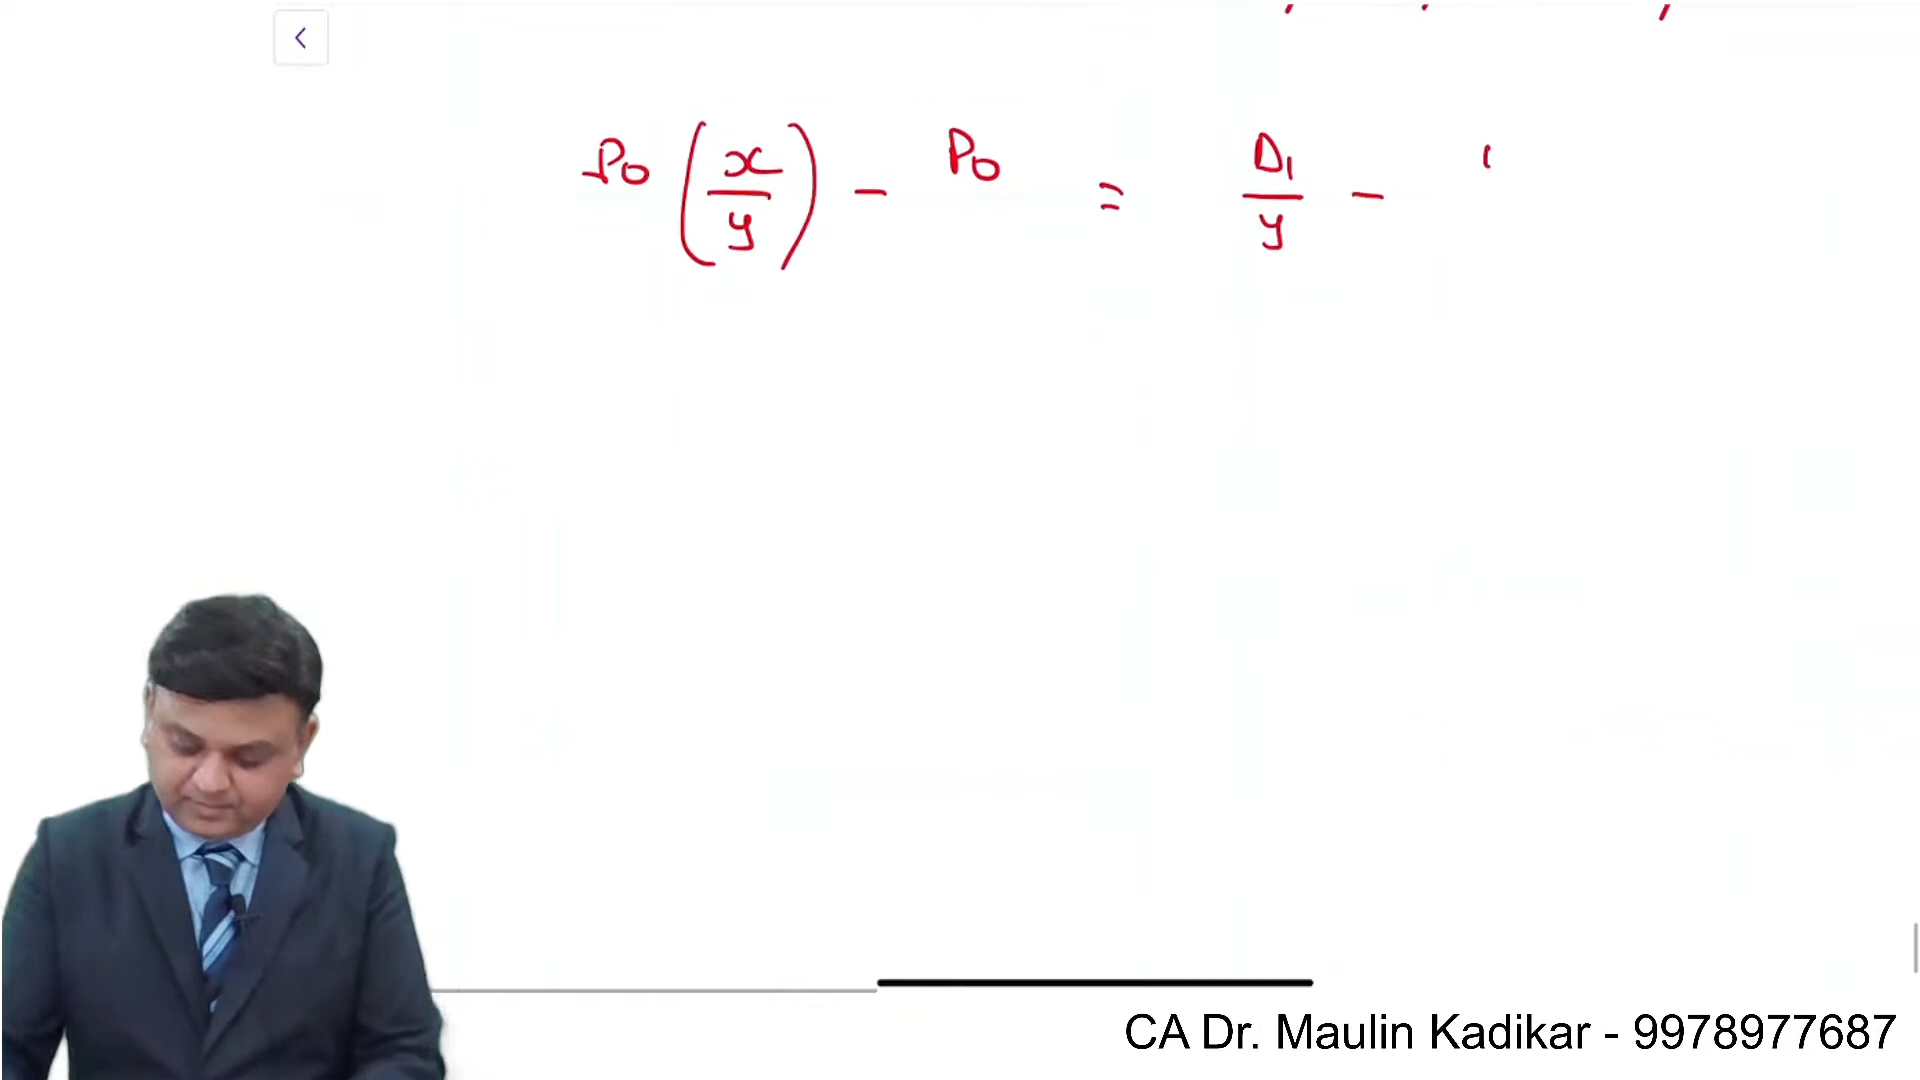 P₀ (x/y) - P₀ = D₁/y -
CA Dr. Maulin Kadikar - 9978977687